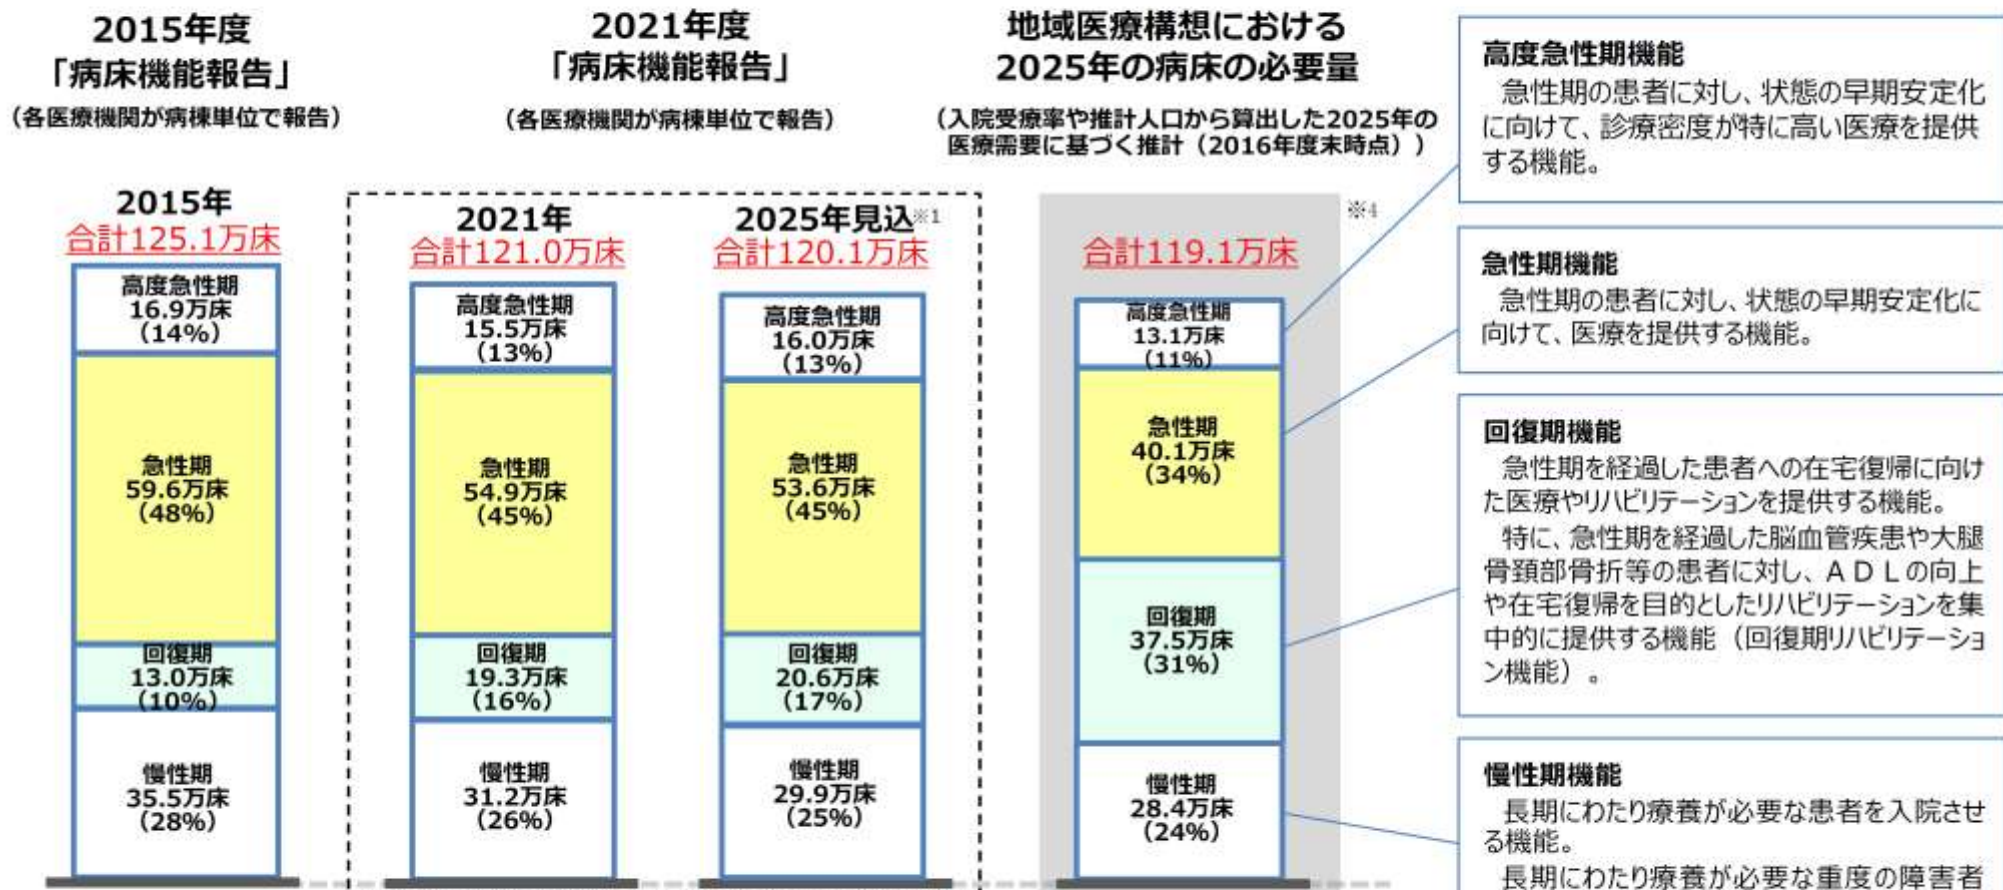 2015年度
「病床機能報告」
（各医療機関が病棟単位で報告）
2021年度
「病床機能報告」
（各医療機関が病棟単位で報告）
地域医療構想における
2025年の病床の必要量
（入院受療率や推計人口から算出した2025年の
医療需要に基づく推計（2016年度末時点））
2015年
合計125.1万床
高度急性期
16.9万床
（14%）
急性期
59.6万床
（48%）
回復期
13.0万床
（10%）
慢性期
35.5万床
（28%）
2021年
合計121.0万床
高度急性期
15.5万床
（13%）
急性期
54.9万床
（45%）
回復期
19.3万床
（16%）
慢性期
31.2万床
（26%）
2025年見込※1
合計120.1万床
高度急性期
16.0万床
（13%）
急性期
53.6万床
（45%）
回復期
20.6万床
（17%）
慢性期
29.9万床
（25%）
※4
合計119.1万床
高度急性期
13.1万床
（11%）
急性期
40.1万床
（34%）
回復期
37.5万床
（31%）
慢性期
28.4万床
（24%）
高度急性期機能
急性期の患者に対し、状態の早期安定化
に向けて、診療密度が特に高い医療を提供
する機能。
急性期機能
急性期の患者に対し、状態の早期安定化に
向けて、医療を提供する機能。
回復期機能
急性期を経過した患者への在宅復帰に向け
た医療やリハビリテーションを提供する機能。
特に、急性期を経過した脳血管疾患や大腿
骨頚部骨折等の患者に対し、ＡＤＬの向上
や在宅復帰を目的としたリハビリテーションを集
中的に提供する機能（回復期リハビリテーショ
ン機能）。
慢性期機能
長期にわたり療養が必要な患者を入院させ
る機能。
長期にわたり療養が必要な重度の障害者